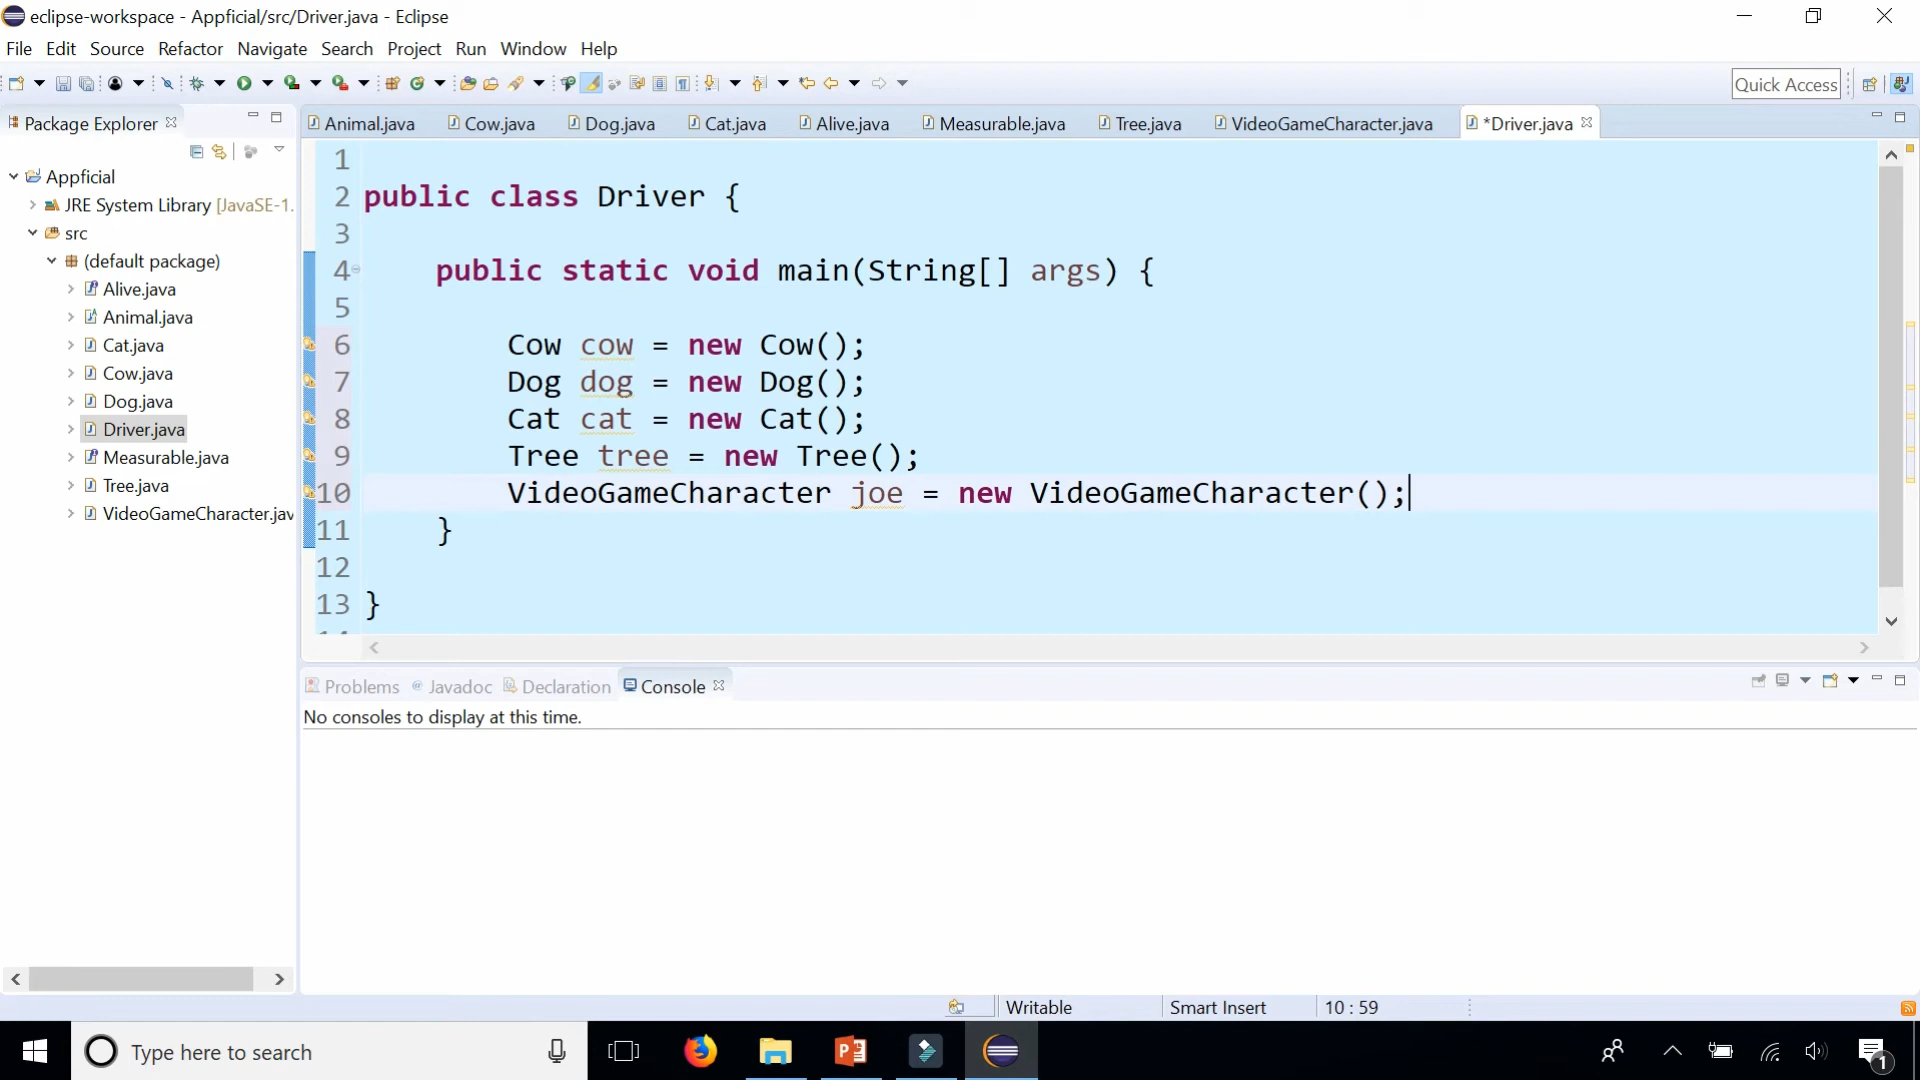 eclipse-workspace - Appficial/src/Driver.java - Eclipse
File Edit Source Refactor Navigate Search Project Run Window Help
Quick Access
Package Explorer
Animal.java Cow.java Dog.java Cat.java Alive.java Measurable.java Tree.java VideoGameCharacter.java *Driver.java
Appficial
JRE System Library [JavaSE-1.
src
(default package)
Alive.java
Animal.java
Cat.java
Cow.java
Dog.java
Driver.java
Measurable.java
Tree.java
VideoGameCharacter.jav
1
2 public class Driver {
3
4 public static void main(String[] args) {
5
6 Cow cow = new Cow();
7 Dog dog = new Dog();
8 Cat cat = new Cat();
9 Tree tree = new Tree();
10 VideoGameCharacter joe = new VideoGameCharacter();
11 }
12
13 }
Problems Javadoc Declaration Console
No consoles to display at this time.
Writable Smart Insert 10 : 59
Type here to search
1